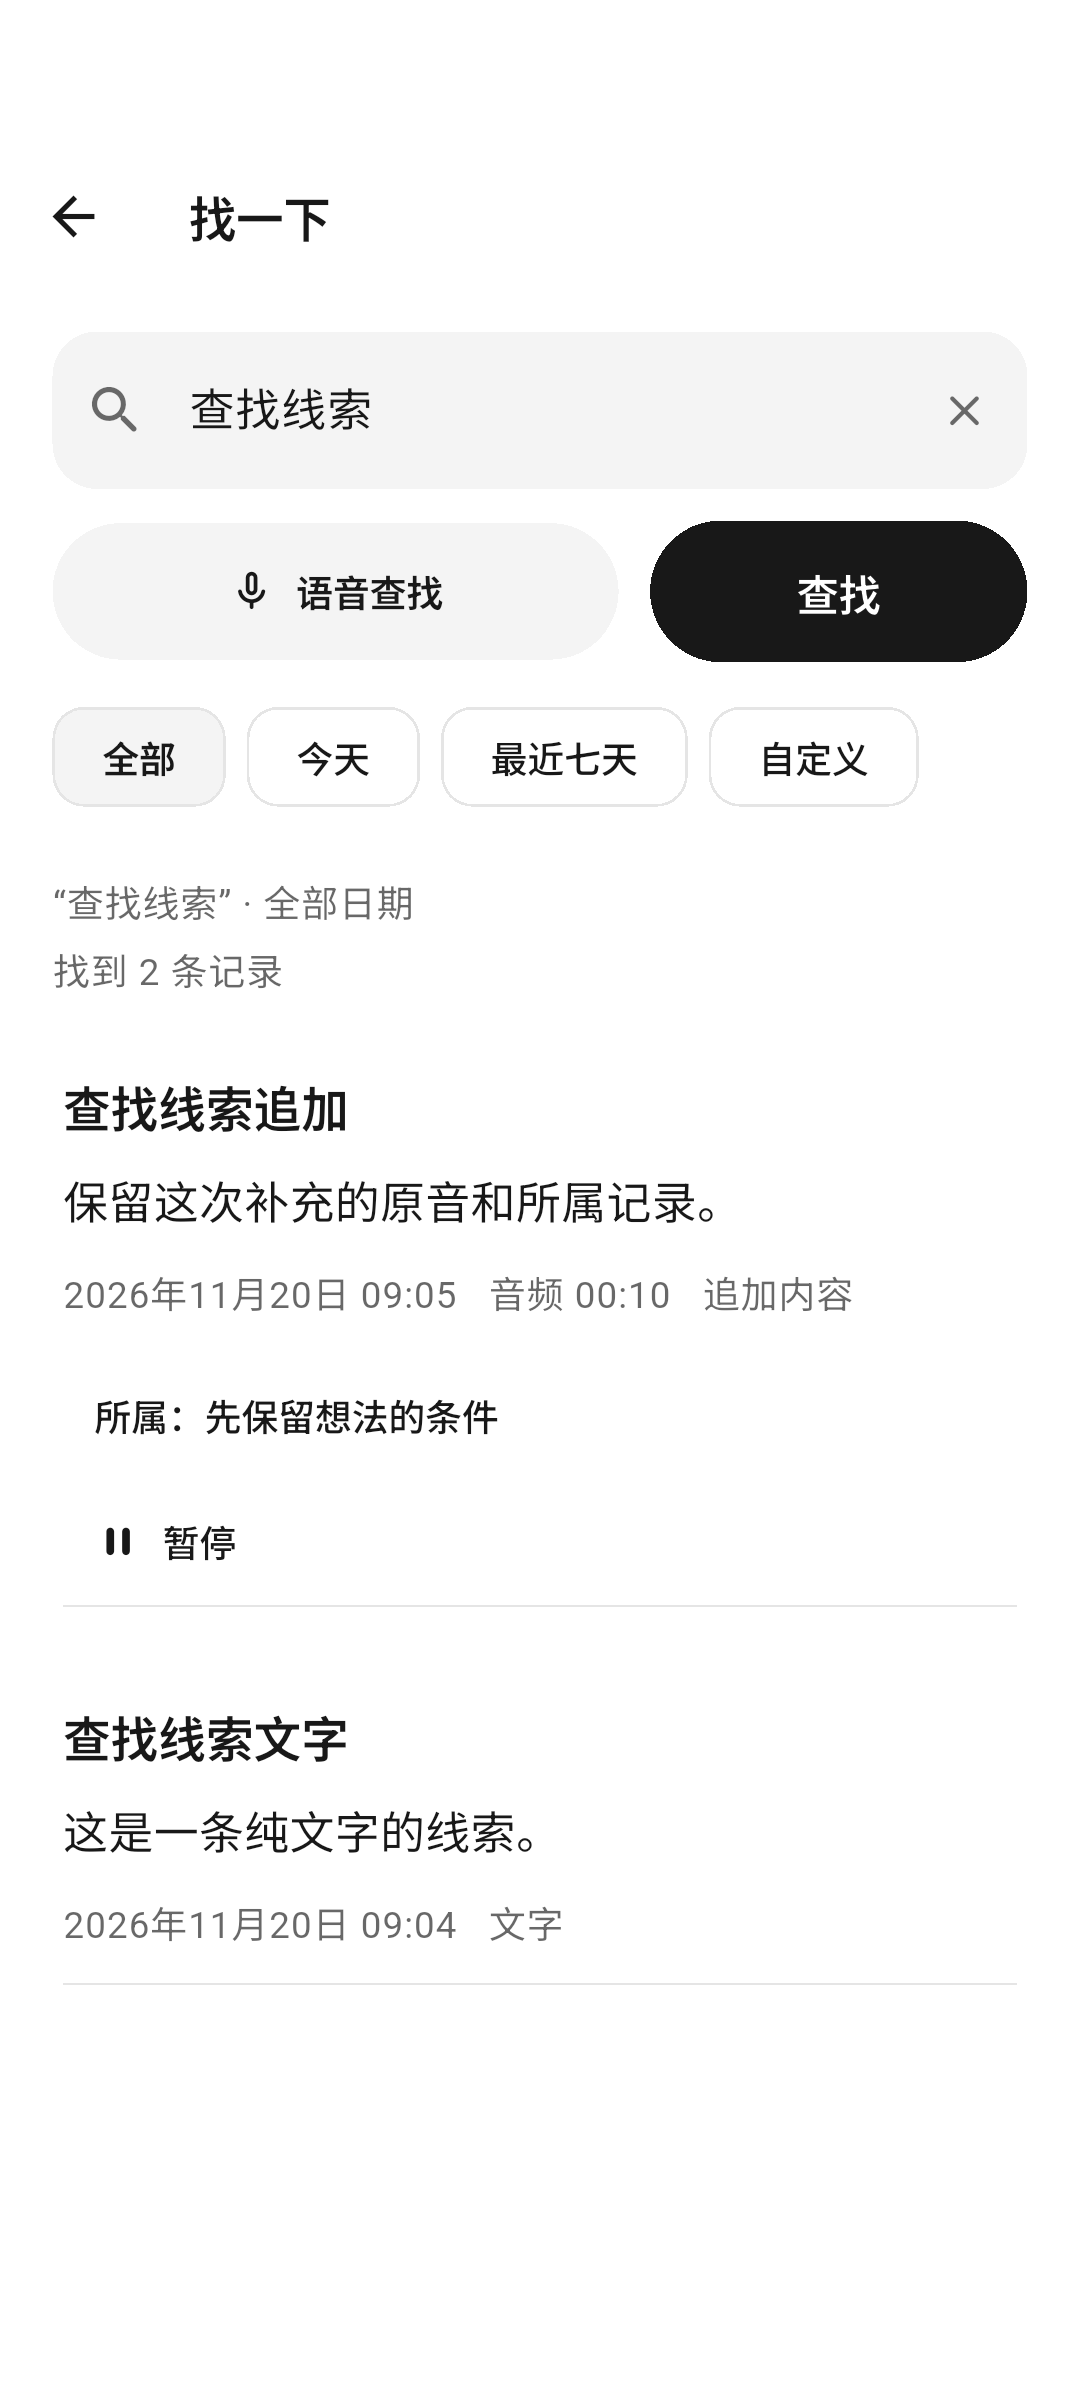 找一下
查找线索
语音查找 查找
全部 今天 最近七天 自定义
“查找线索” · 全部日期
找到 2 条记录
查找线索追加
保留这次补充的原音和所属记录。
2026年11月20日 09:05 音频 00:10 追加内容
所属：先保留想法的条件
暂停
查找线索文字
这是一条纯文字的线索。
2026年11月20日 09:04 文字